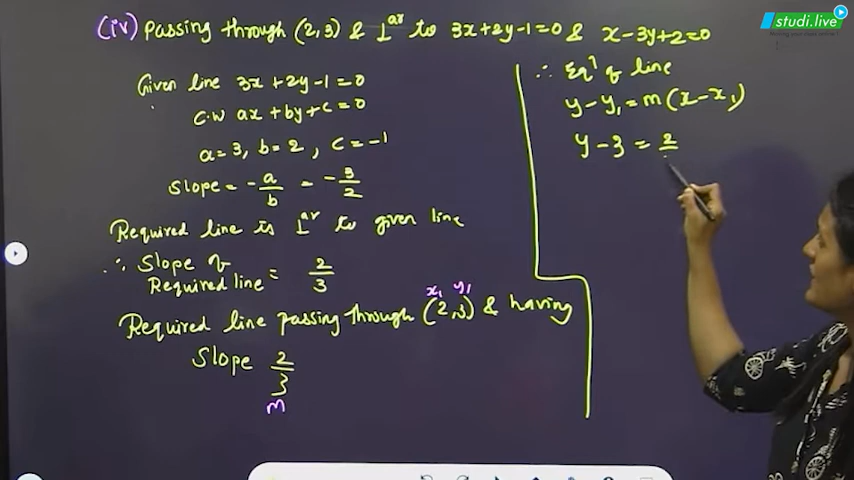 (iv) Passing through (2,3) & ⊥ar to 3x+2y-1=0 & x-3y+2=0
studi.live
Given line 3x+2y-1=0
c.w ax+by+c=0
a=3, b=2, c=-1
Slope = -a/b = -3/2
Required line is ⊥ar to given line
∴ Slope of Required line = 2/3
x₁ y₁
Required line passing through (2,3) & having
Slope 2/3
m
∴ Eqn of line
y-y₁=m(x-x₁)
y-3=2